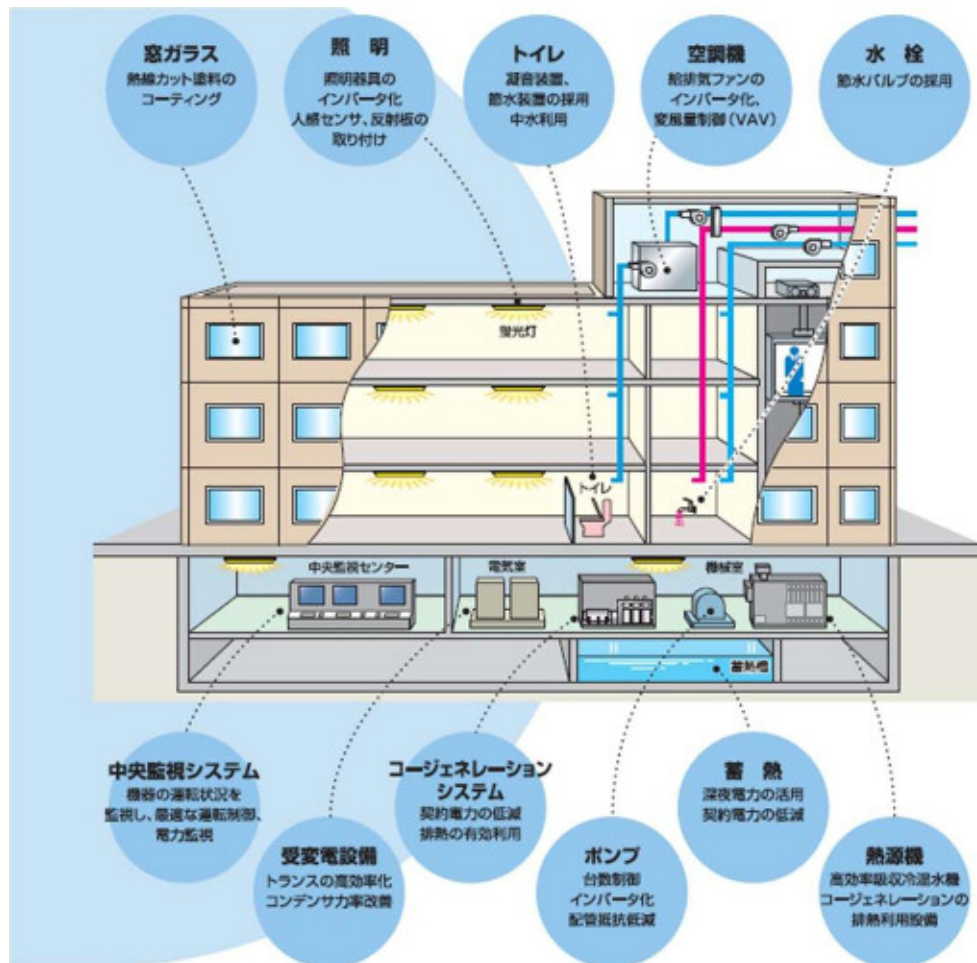 窓ガラス
熱線カット塗料の
コーティング
照 明
照明器具の
インバータ化
人感センサ、反射板の
取り付け
トイレ
凝音装置、
節水装置の採用
中水利用
空調機
給排気ファンの
インバータ化、
変風量制御（VAV）
水 栓
節水バルブの採用
蛍光灯
トイレ
中央監視センター
電気室
機械室
蓄熱槽
中央監視システム
機器の運転状況を
監視し、最適な運転制御、
電力監視
受変電設備
トランスの高効率化
コンデンサ力率改善
コージェネレーション
システム
契約電力の低減
排熱の有効利用
ポンプ
台数制御
インバータ化
配管抵抗低減
蓄 熱
深夜電力の活用
契約電力の低減
熱源機
高効率吸収冷温水機
コージェネレーションの
排熱利用設備